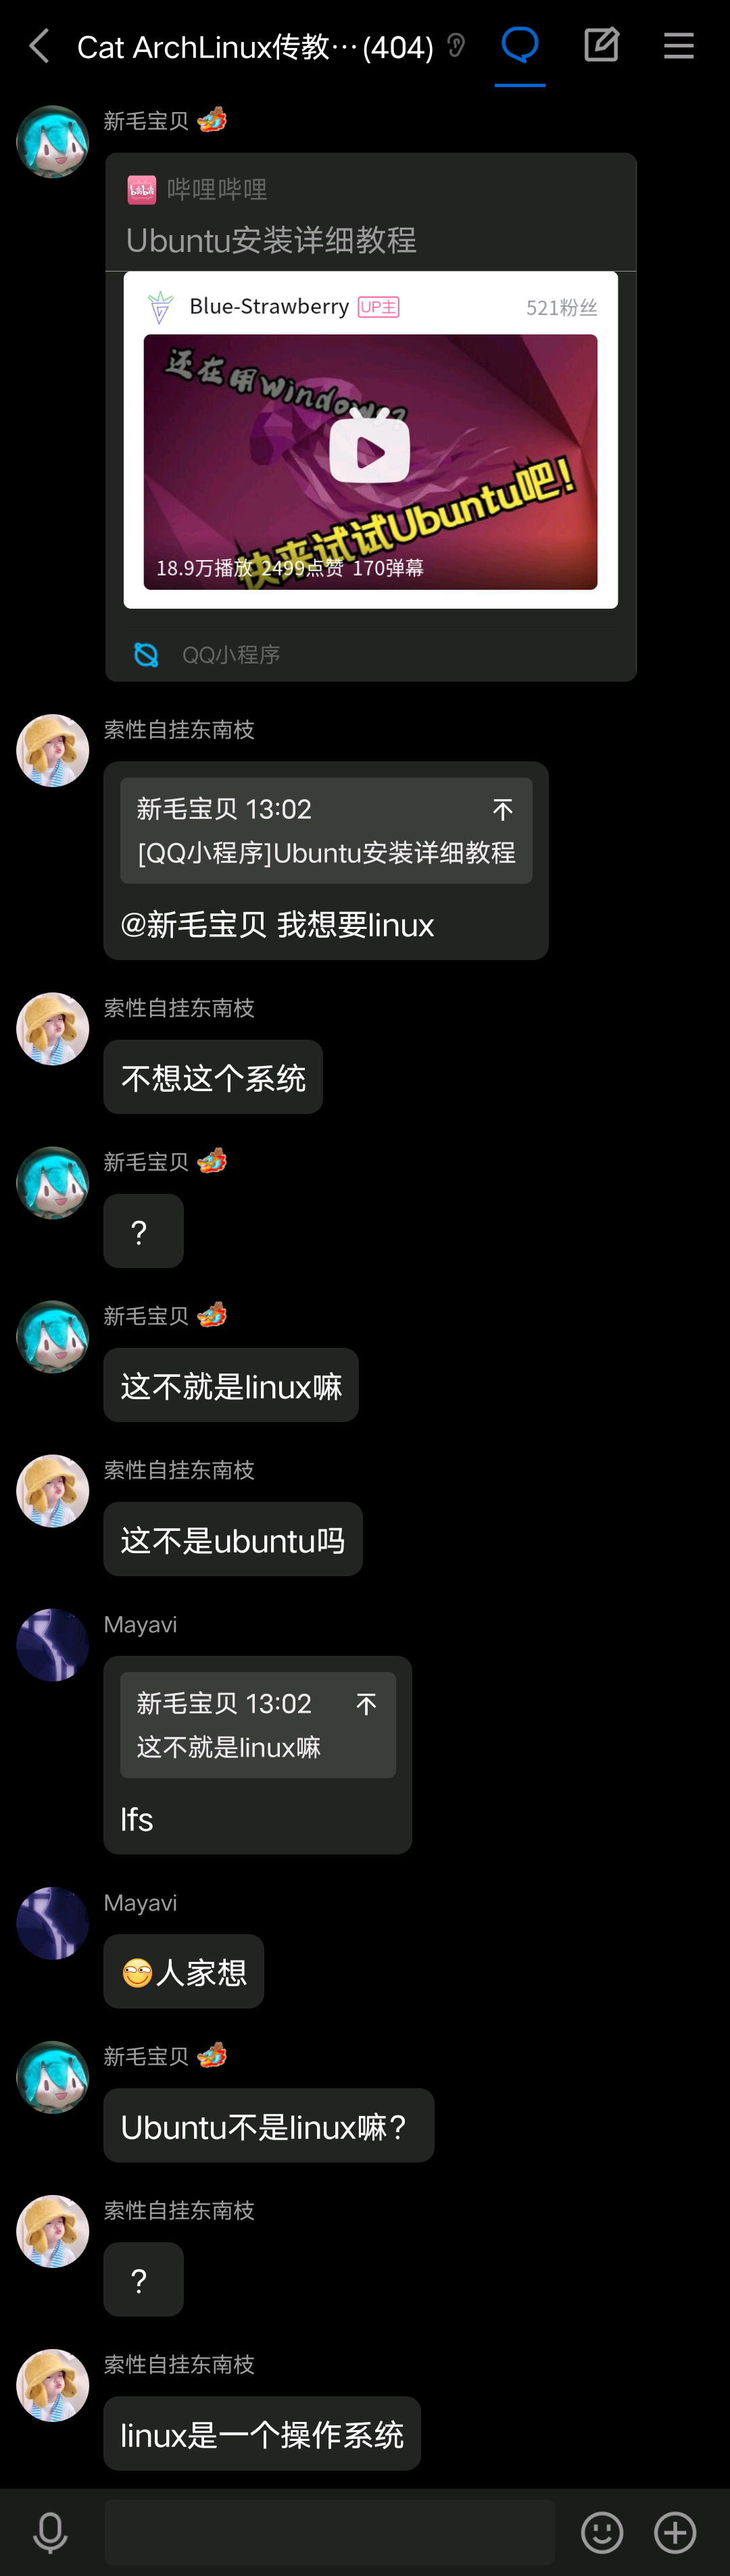 Cat ArchLinux传教…(404)
新毛宝贝
bilibili 哔哩哔哩
Ubuntu安装详细教程
Blue-Strawberry UP主 521粉丝
还在用Windows?
快来试试Ubuntu吧!
18.9万播放 2499点赞 170弹幕
QQ小程序
索性自挂东南枝
新毛宝贝 13:02
[QQ小程序]Ubuntu安装详细教程
@新毛宝贝 我想要linux
索性自挂东南枝
不想这个系统
新毛宝贝
?
新毛宝贝
这不就是linux嘛
索性自挂东南枝
这不是ubuntu吗
Mayavi
新毛宝贝 13:02
这不就是linux嘛
lfs
Mayavi
人家想
新毛宝贝
Ubuntu不是linux嘛?
索性自挂东南枝
?
索性自挂东南枝
linux是一个操作系统